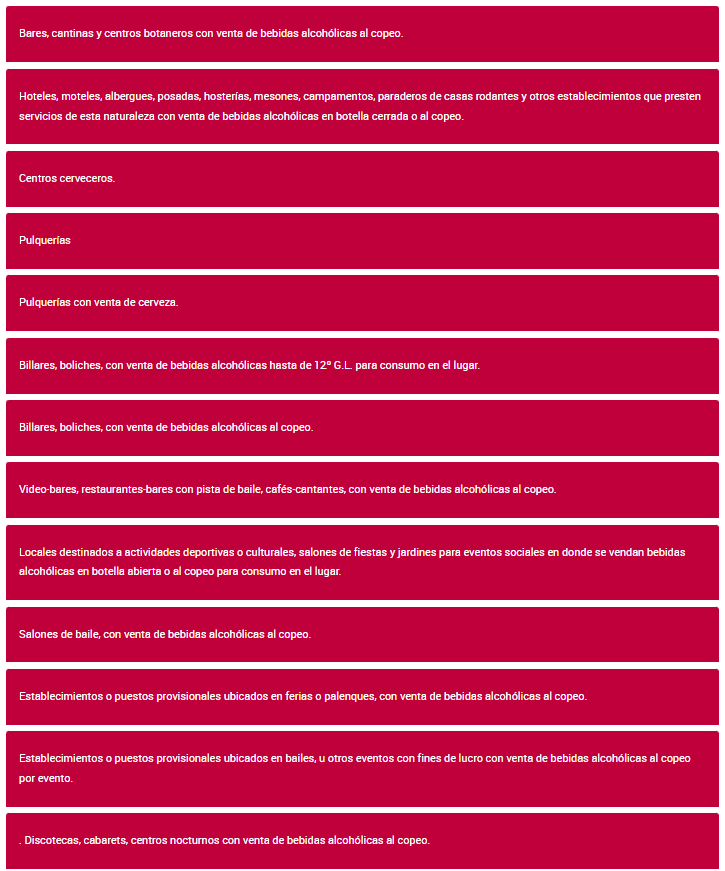 Bares, cantinas y centros botaneros con venta de bebidas alcohólicas al copeo.
Hoteles, moteles, albergues, posadas, hosterías, mesones, campamentos, paraderos de casas rodantes y otros establecimientos que presten
servicios de esta naturaleza con venta de bebidas alcohólicas en botella cerrada o al copeo.
Centros cerveceros.
Pulquerías
Pulquerías con venta de cerveza.
Billares, boliches, con venta de bebidas alcohólicas hasta de 12º G.L. para consumo en el lugar.
Billares, boliches, con venta de bebidas alcohólicas al copeo.
Video-bares, restaurantes-bares con pista de baile, cafés-cantantes, con venta de bebidas alcohólicas al copeo.
Locales destinados a actividades deportivas o culturales, salones de fiestas y jardines para eventos sociales en donde se vendan bebidas
alcohólicas en botella abierta o al copeo para consumo en el lugar.
Salones de baile, con venta de bebidas alcohólicas al copeo.
Establecimientos o puestos provisionales ubicados en ferias o palenques, con venta de bebidas alcohólicas al copeo.
Establecimientos o puestos provisionales ubicados en bailes, u otros eventos con fines de lucro con venta de bebidas alcohólicas al copeo
por evento.
. Discotecas, cabarets, centros nocturnos con venta de bebidas alcohólicas al copeo.